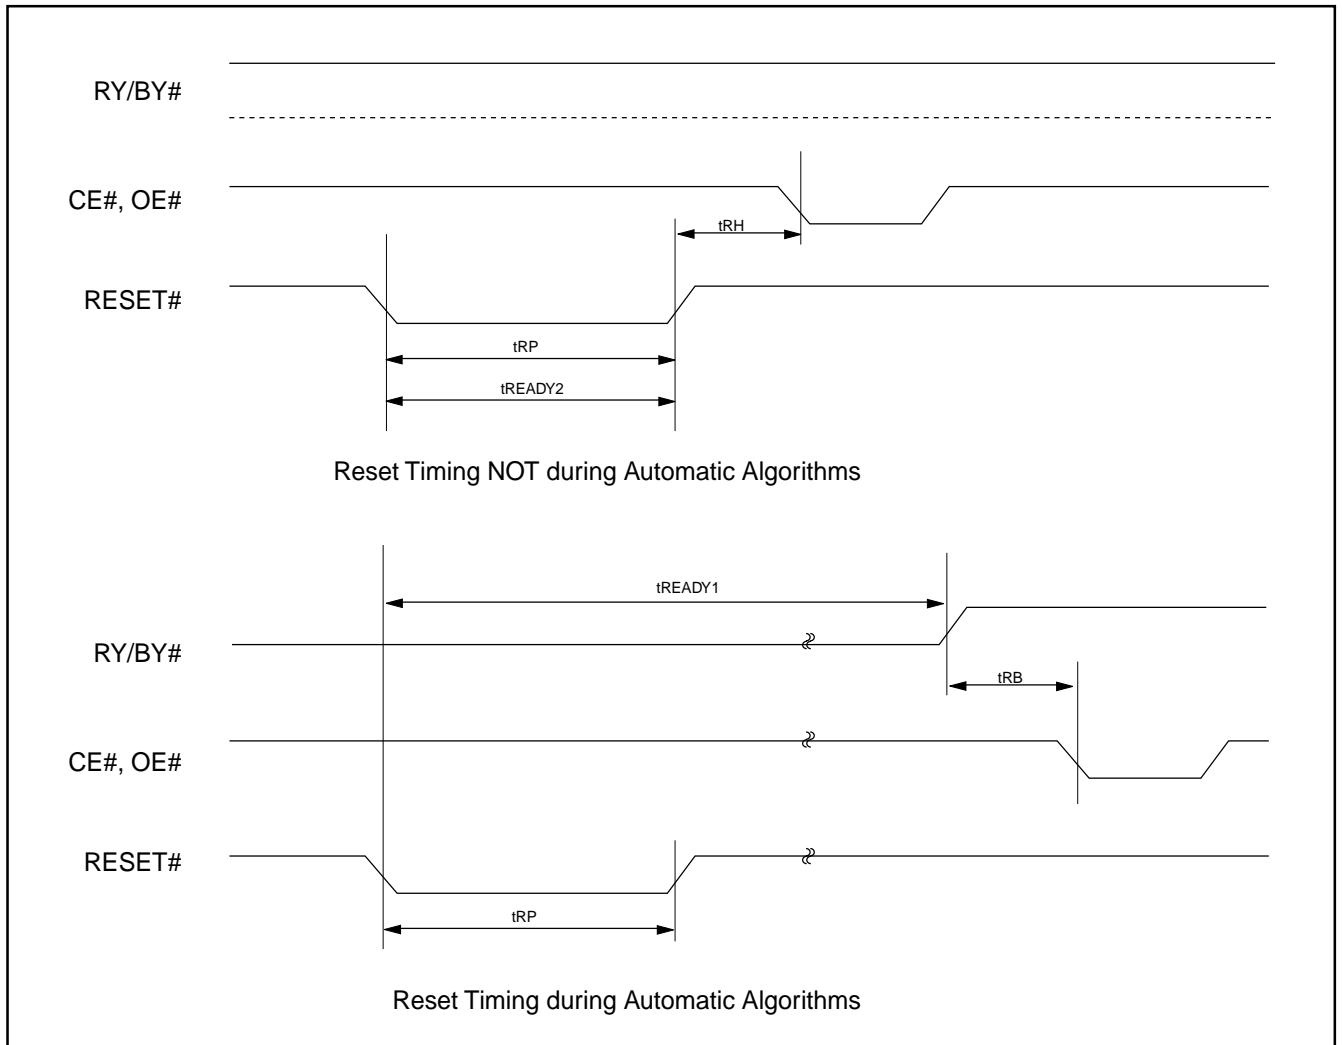 RY/BY#
CE#, OE#
tRH
RESET#
tRP
tREADY2
Reset Timing NOT during Automatic Algorithms
tREADY1
RY/BY#
tRB
CE#, OE#
RESET#
tRP
Reset Timing during Automatic Algorithms